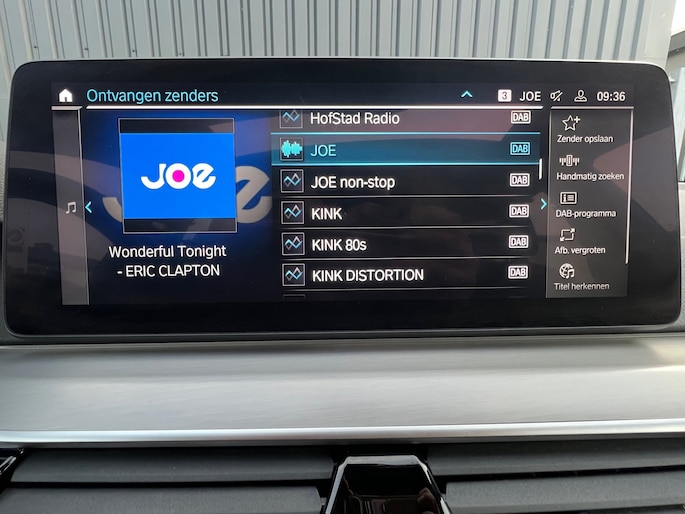 Ontvangen zenders
3 JOE 09:36
JOE
Wonderful Tonight
- ERIC CLAPTON
HofStad Radio DAB
JOE DAB
JOE non-stop DAB
KINK DAB
KINK 80s DAB
KINK DISTORTION DAB
Zender opslaan
Handmatig zoeken
DAB-programma
Afb. vergroten
Titel herkennen